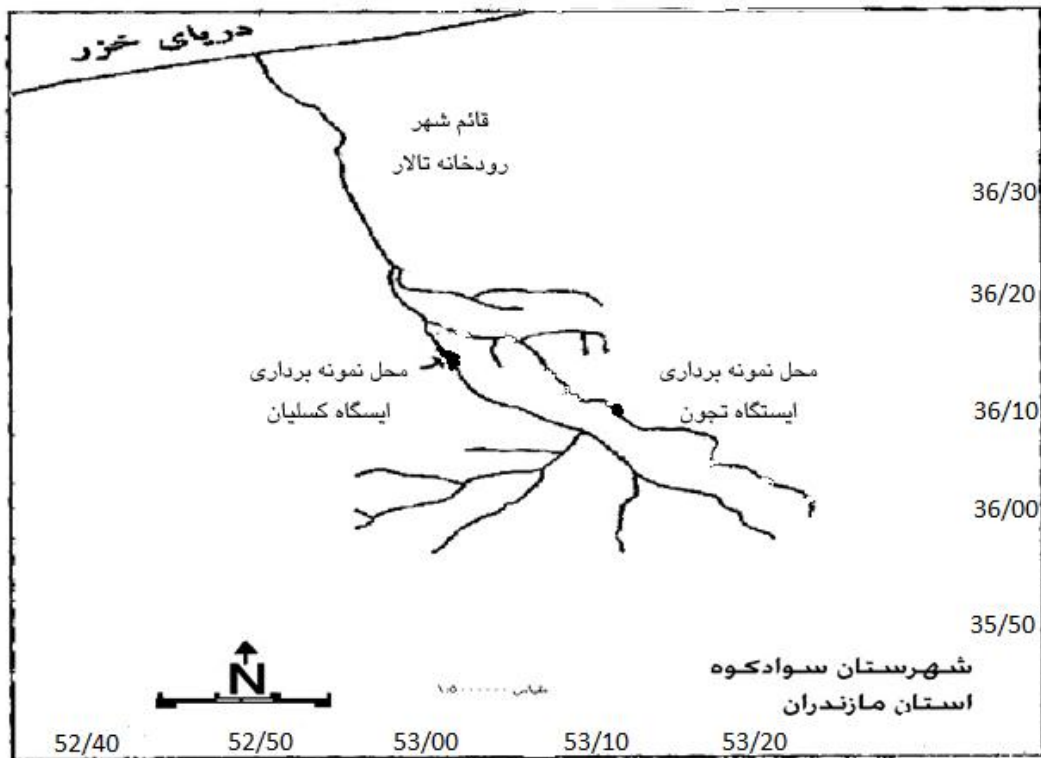 دریای خزر
قائم شهر
رودخانه تالار
36/30
36/20
محل نمونه برداری
ایستگاه تجون
محل نمونه برداری
ایسگاه کسلیان
36/10
36/00
35/50
شهرستان سوادکوه
استان مازندران
N
52/40
52/50
53/00
53/10
53/20